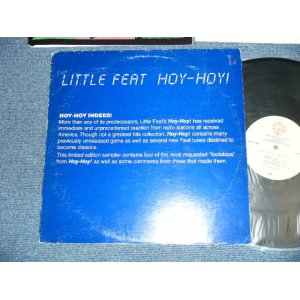 LITTLE FEAT HOY-HOY!
HOY-HOY INDEED:
More than any of its predecessors, Little Feat's Hoy-Hoy! has received
immediate and unprecedented reaction from radio stations all across
America. Though not a greatest hits collection, Hoy-Hoy! contains many
previously unreleased gems as well as several new Feat tunes destined to
become classics.
This limited edition sampler contains four of the most requested "footsteps"
from Hoy-Hoy! as well as some comments from those that made them.